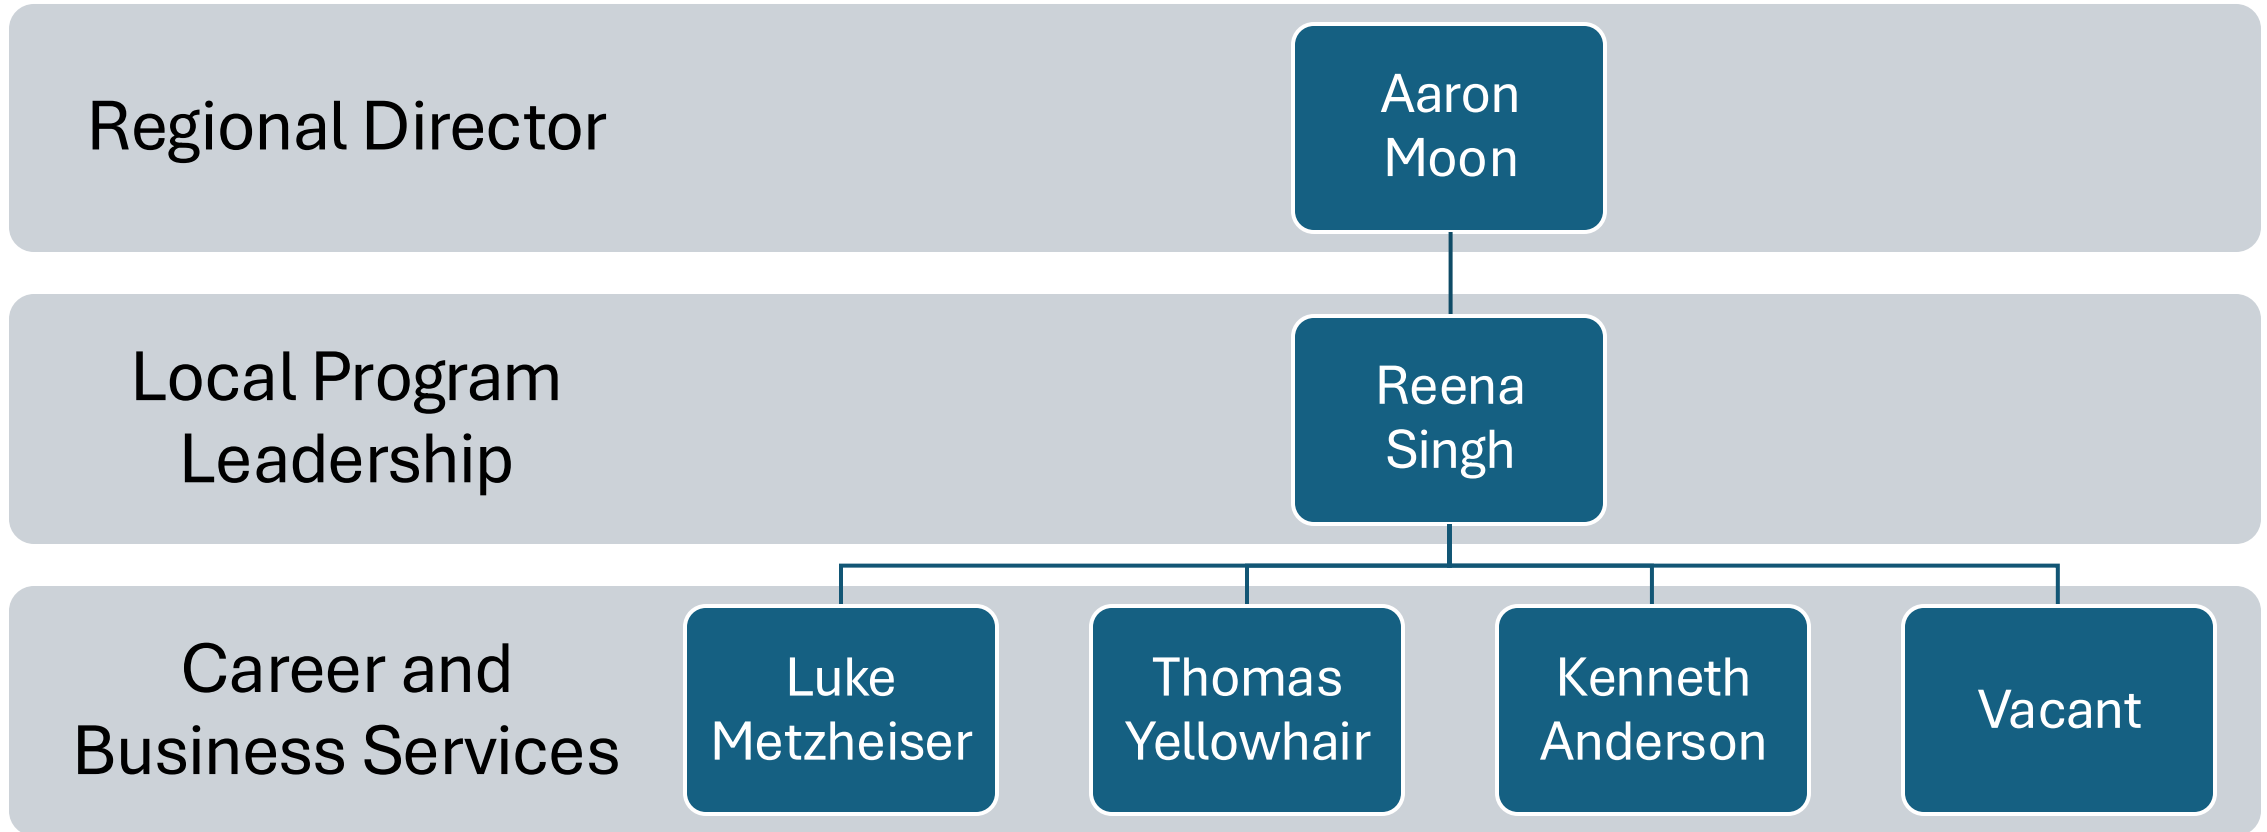 Regional Director
Aaron
Moon
Local Program
Leadership
Reena
Singh
Career and
Business Services
Luke
Metzheiser
Thomas
Yellowhair
Kenneth
Anderson
Vacant